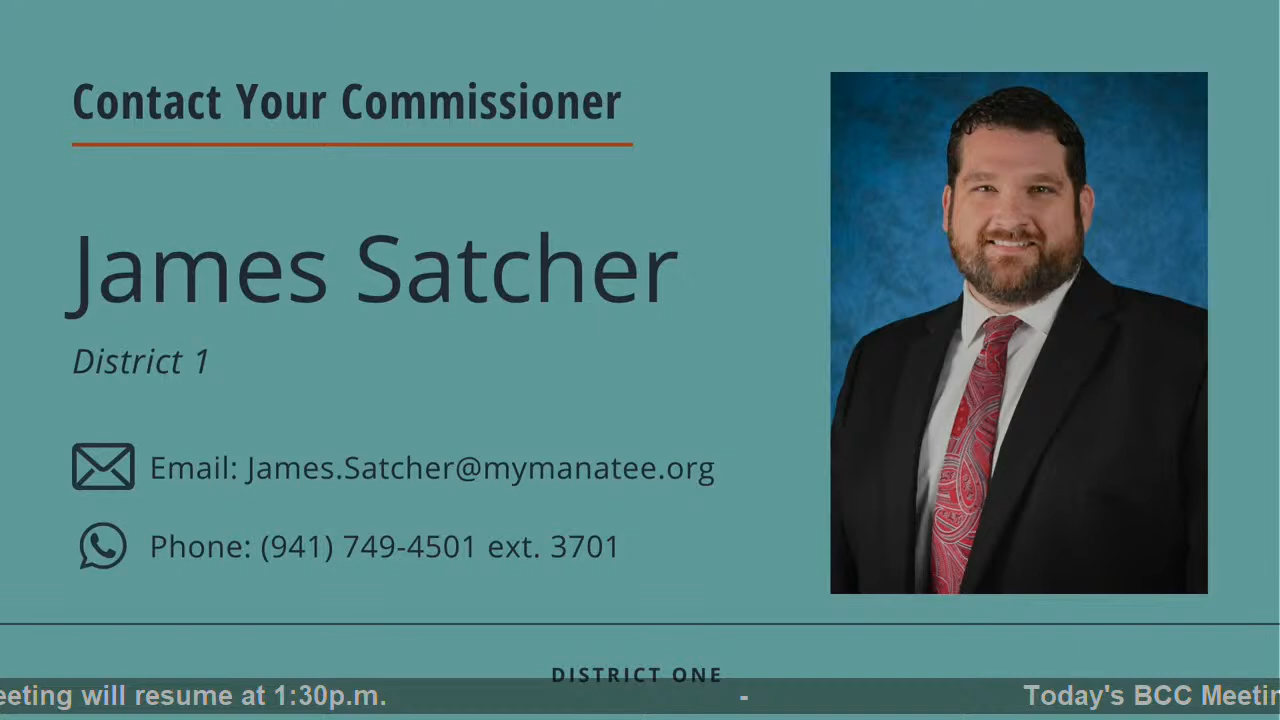 Contact Your Commissioner
James Satcher
District 1
Email: James.Satcher@mymanatee.org
Phone: (941) 749-4501 ext. 3701
DISTRICT ONE
eeting will resume at 1:30p.m. - Today's BCC Meetin